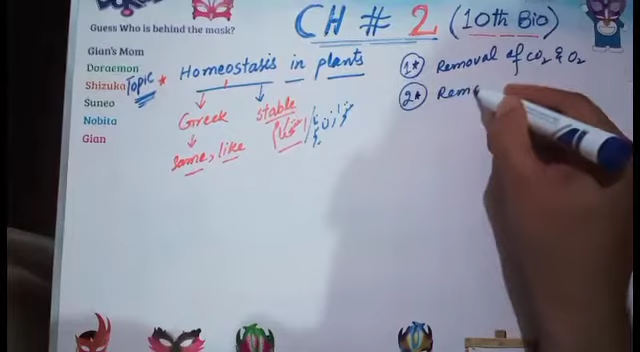 CH # 2 (10th Bio)
Guess Who is behind the mask?
Gian's Mom
Doraemon
Shizuka
Suneo
Nobita
Gian
Topic * Homeostasis in plants
Greek
same, like
stable
1* Removal of CO₂ & O₂
2* Rem